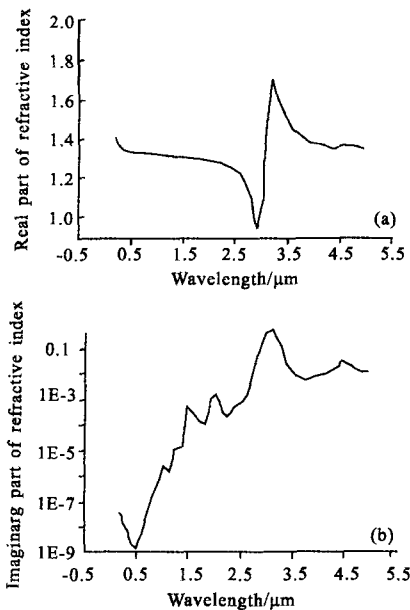 Real part of refractive index
2.0
1.8
1.6
1.4
1.2
1.0
(a)
-0.5 0.5 1.5 2.5 3.5 4.5 5.5
Wavelength/μm
Imaginarg part of refractive index
0.1
1E-3
1E-5
1E-7
1E-9
(b)
-0.5 0.5 1.5 2.5 3.5 4.5 5.5
Wavelength/μm